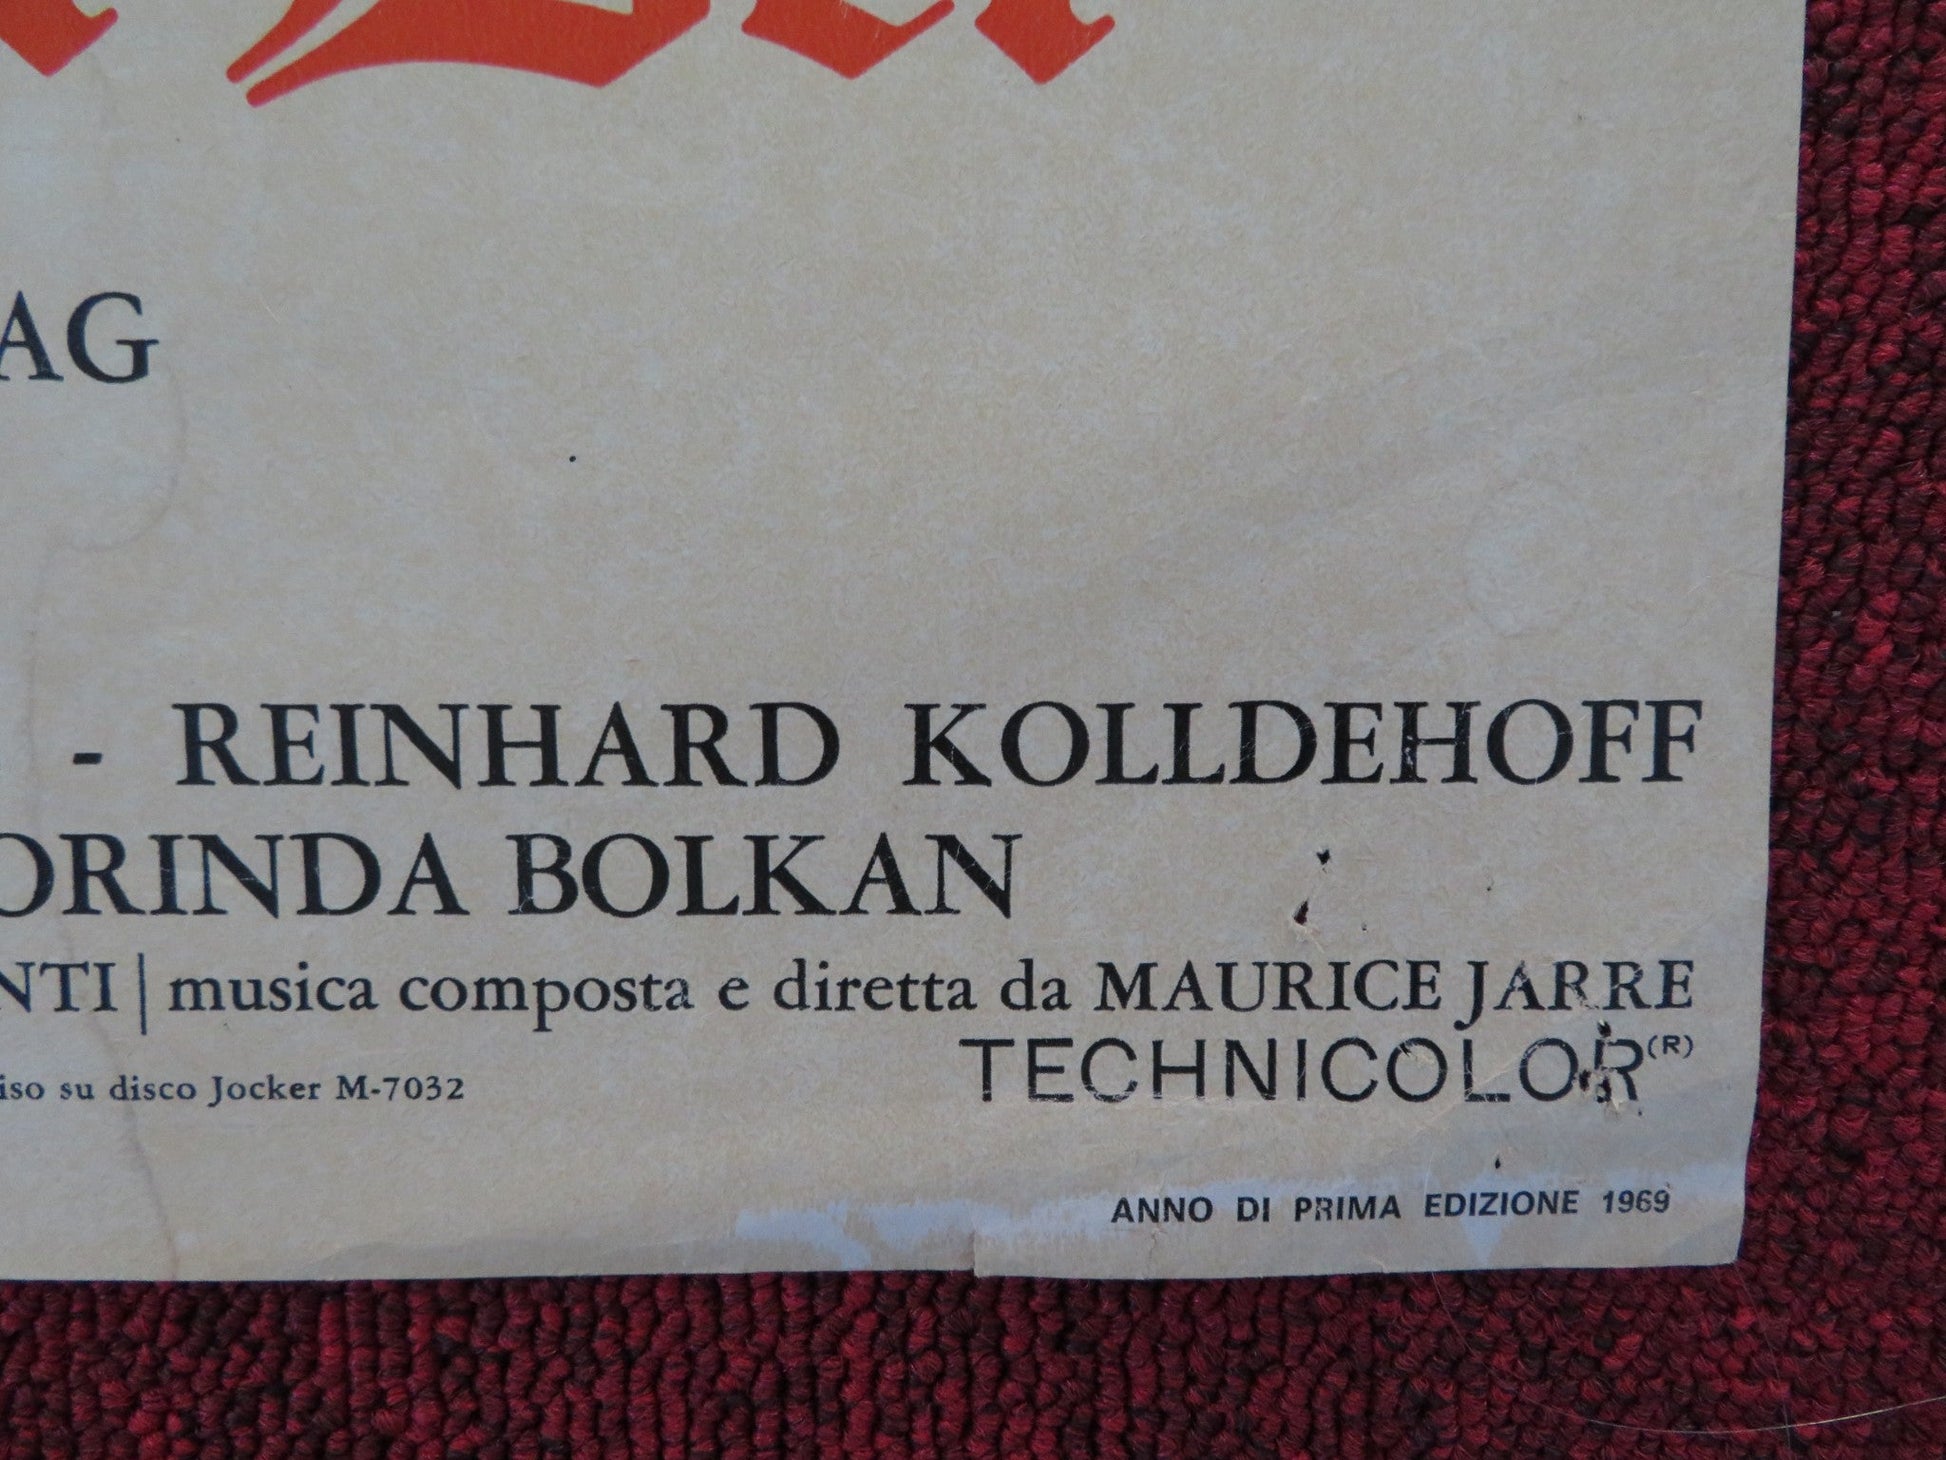 AG
- REINHARD KOLLDEHOFF
ORINDA BOLKAN
NTI | musica composta e diretta da MAURICE JARRE
TECHNICOLOR(R)
iso su disco Jocker M-7032
ANNO DI PRIMA EDIZIONE 1969